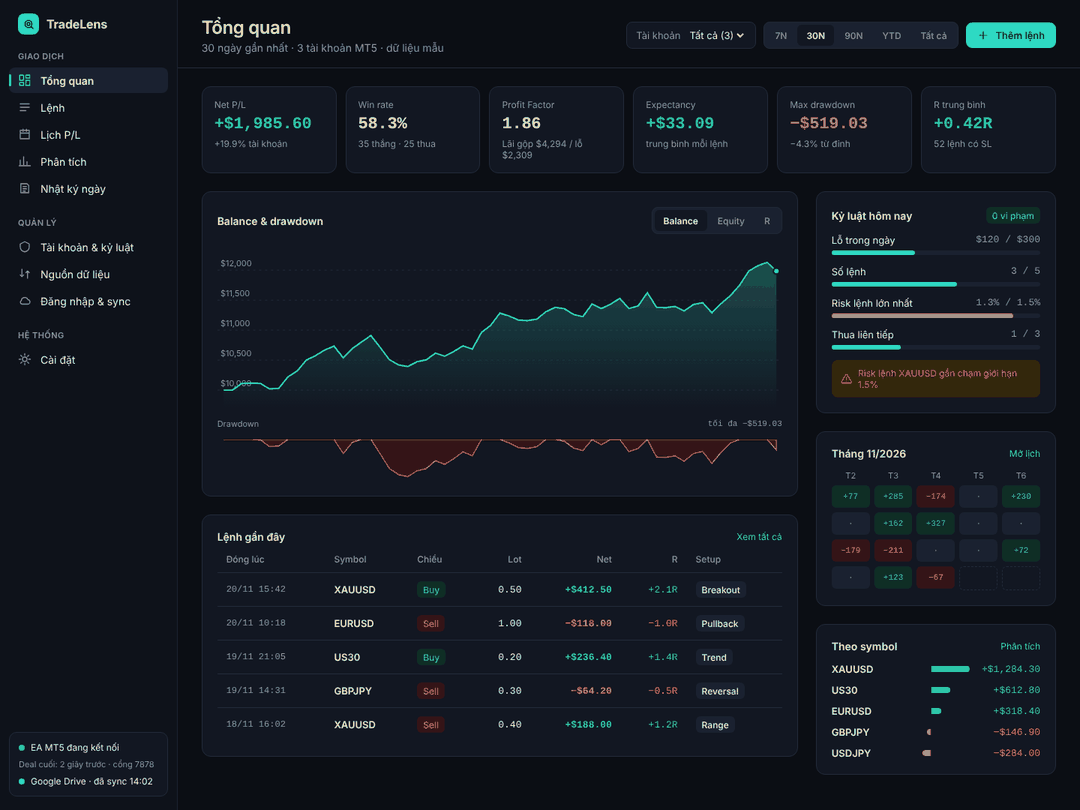 TradeLens
GIAO DỊCH
Tổng quan
Lệnh
Lịch P/L
Phân tích
Nhật ký ngày
QUẢN LÝ
Tài khoản & kỷ luật
Nguồn dữ liệu
Đăng nhập & sync
HỆ THỐNG
Cài đặt
EA MT5 đang kết nối
Deal cuối: 2 giây trước · cổng 7878
Google Drive · đã sync 14:02
Tổng quan
30 ngày gần nhất · 3 tài khoản MT5 · dữ liệu mẫu
Tài khoản Tất cả (3)
7N 30N 90N YTD Tất cả
+ Thêm lệnh
Net P/L
+$1,985.60
+19.9% tài khoản
Win rate
58.3%
35 thắng · 25 thua
Profit Factor
1.86
Lãi gộp $4,294 / lỗ
$2,309
Expectancy
+$33.09
trung bình mỗi lệnh
Max drawdown
−$519.03
−4.3% từ đỉnh
R trung bình
+0.42R
52 lệnh có SL
Balance & drawdown
Balance Equity R
$12,000
$11,500
$11,000
$10,500
$10,000
Drawdown tối đa −$519.03
Lệnh gần đây Xem tất cả
Đóng lúc Symbol Chiều Lot Net R Setup
20/11 15:42 XAUUSD Buy 0.50 +$412.50 +2.1R Breakout
20/11 10:18 EURUSD Sell 1.00 −$118.00 −1.0R Pullback
19/11 21:05 US30 Buy 0.20 +$236.40 +1.4R Trend
19/11 14:31 GBPJPY Sell 0.30 −$64.20 −0.5R Reversal
18/11 16:02 XAUUSD Sell 0.40 +$188.00 +1.2R Range
Kỷ luật hôm nay 0 vi phạm
Lỗ trong ngày $120 / $300
Số lệnh 3 / 5
Risk lệnh lớn nhất 1.3% / 1.5%
Thua liên tiếp 1 / 3
Risk lệnh XAUUSD gần chạm giới hạn
1.5%
Tháng 11/2026 Mở lịch
T2 T3 T4 T5 T6
+77 +285 −174 · +230
· +162 +327 · ·
−179 −211 · · +72
· +123 −67
Theo symbol Phân tích
XAUUSD +$1,284.30
US30 +$612.80
EURUSD +$318.40
GBPJPY −$146.90
USDJPY −$284.00